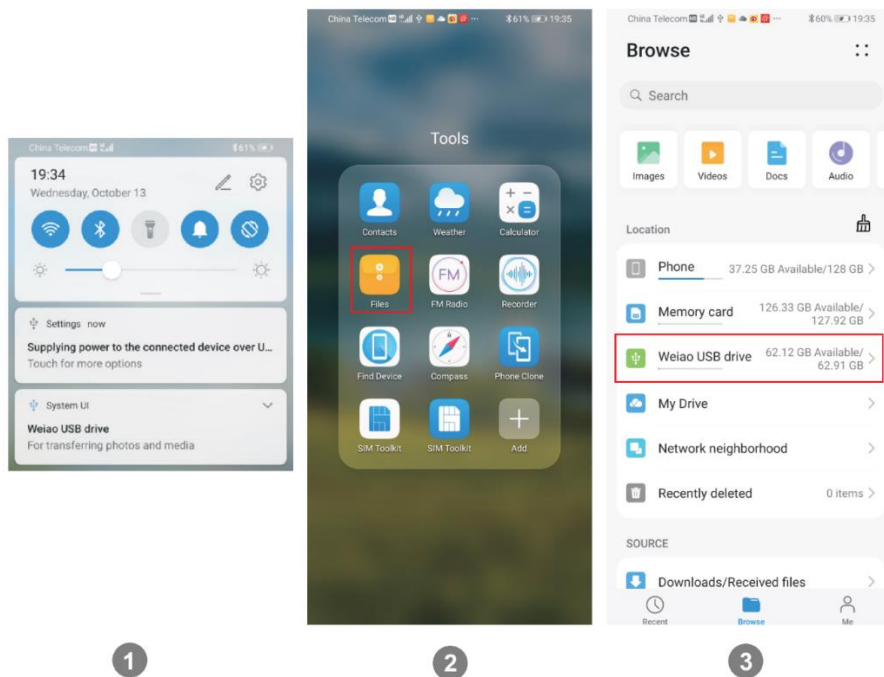 China Telecom HD
61%
19:34
Wednesday, October 13
Settings now
Supplying power to the connected device over U...
Touch for more options
System UI
Weiao USB drive
For transferring photos and media
1
China Telecom HD
61% 19:35
Tools
Contacts
Weather
Calculator
Files
FM
FM Radio
Recorder
Find Device
Compass
Phone Clone
SIM Toolkit
SIM Toolkit
Add
2
China Telecom HD
60% 19:35
Browse
Search
Images
Videos
Docs
Audio
Location
Phone
37.25 GB Available/128 GB
Memory card
126.33 GB Available/
127.92 GB
Weiao USB drive
62.12 GB Available/
62.91 GB
My Drive
Network neighborhood
Recently deleted
0 items
SOURCE
Downloads/Received files
Recent
Browse
Me
3